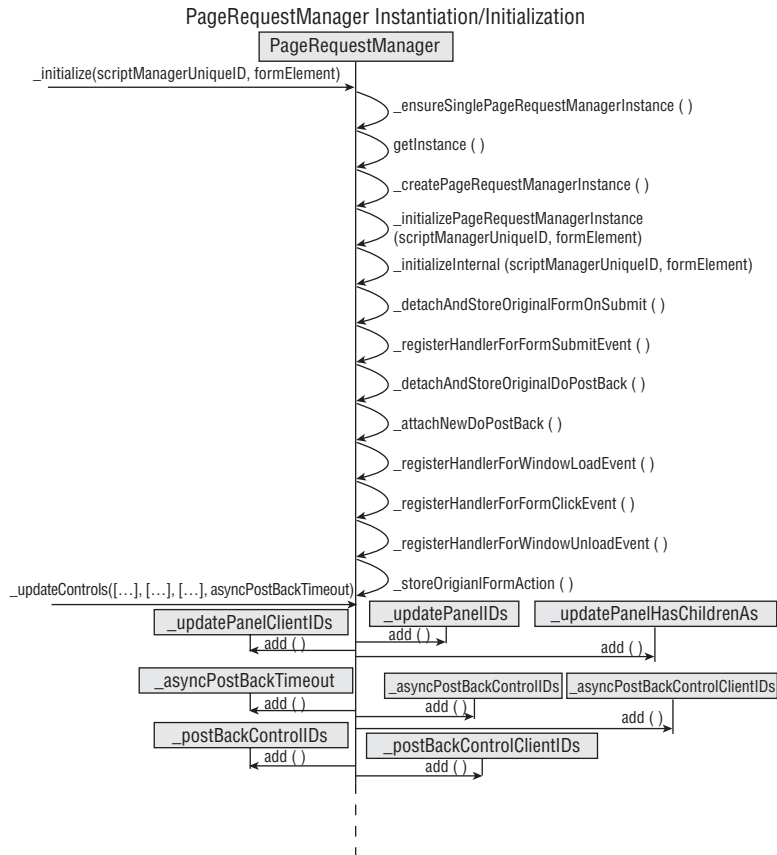 PageRequestManager Instantiation/Initialization
PageRequestManager
_initialize(scriptManagerUniqueID, formElement)
_ensureSinglePageRequestManagerInstance ( )
getInstance ( )
_createPageRequestManagerInstance ( )
_initializePageRequestManagerInstance
(scriptManagerUniqueID, formElement)
_initializeInternal (scriptManagerUniqueID, formElement)
_detachAndStoreOriginalFormOnSubmit ( )
_registerHandlerForFormSubmitEvent ( )
_detachAndStoreOriginalDoPostBack ( )
_attachNewDoPostBack ( )
_registerHandlerForWindowLoadEvent ( )
_registerHandlerForFormClickEvent ( )
_registerHandlerForWindowUnloadEvent ( )
_storeOrigianlFormAction ( )
_updateControls([...], [...], [...], asyncPostBackTimeout)
_updatePanelClientIDs
_updatePanelIDs
_updatePanelHasChildrenAs
add ( )
add ( )
add ( )
_asyncPostBackTimeout
_asyncPostBackControlIDs
_asyncPostBackControlClientIDs
add ( )
add ( )
add ( )
_postBackControlIDs
_postBackControlClientIDs
add ( )
add ( )